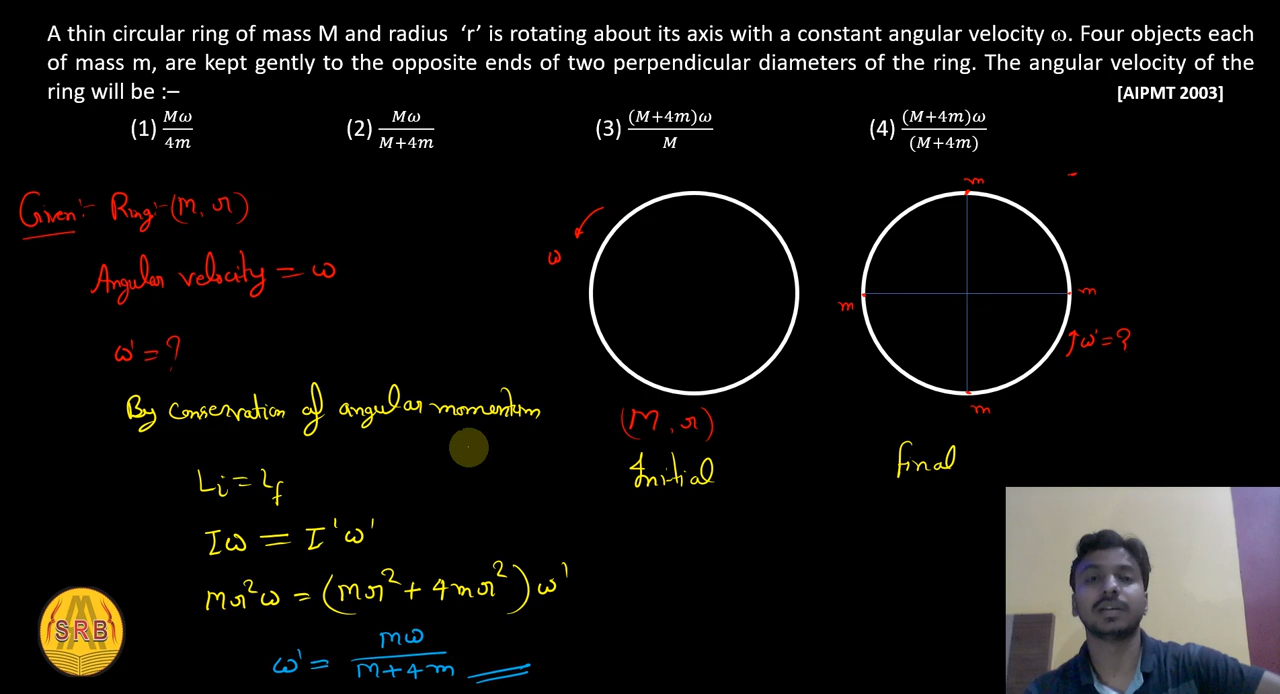 A thin circular ring of mass M and radius ‘r’ is rotating about its axis with a constant angular velocity ω. Four objects each
of mass m, are kept gently to the opposite ends of two perpendicular diameters of the ring. The angular velocity of the
ring will be :–
[AIPMT 2003]
(1) Mω/4m (2) Mω/M+4m (3) (M+4m)ω/M (4) (M+4m)ω/(M+4m)
Given:- Ring:-(M, r)
Angular velocity = ω
ω' = ?
By conservation of angular momentum
Li = Lf
Iω = I'ω'
Mr²ω = (Mr² + 4mr²)ω'
ω' = Mω/M+4m
ω
(M, r)
Initial
m
m
m
m
ω' = ?
final
SRB